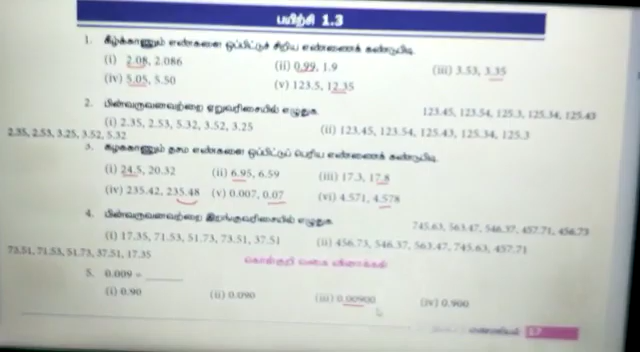 பயிற்சி 1.3
1. கீழ்க்காணும் எண்களை ஒப்பிட்டுச் சிறிய எண்ணைக் கண்டுபிடி.
(i) 2.08, 2.086 (ii) 0.99, 1.9 (iii) 3.53, 3.35
(iv) 5.05, 5.50 (v) 123.5, 12.35
2. பின்வருவனவற்றை ஏறுவரிசையில் எழுதுக. 123.45, 123.54, 125.3, 125.34, 125.43
(i) 2.35, 2.53, 5.32, 3.52, 3.25 (ii) 123.45, 123.54, 125.43, 125.34, 125.3
2.35, 2.53, 3.25, 3.52, 5.32
3. கீழக்காணும் தசம எண்களை ஒப்பிட்டுப் பெரிய எண்ணைக் கண்டுபிடி.
(i) 24.5, 20.32 (ii) 6.95, 6.59 (iii) 17.3, 17.8
(iv) 235.42, 235.48 (v) 0.007, 0.07 (vi) 4.571, 4.578
4. பின்வருவனவற்றை இறங்குவரிசையில் எழுதுக. 745.63, 563.47, 546.37, 457.71, 456.73
(i) 17.35, 71.53, 51.73, 73.51, 37.51 (ii) 456.73, 546.37, 563.47, 745.63, 457.71
73.51, 71.53, 51.73, 37.51, 17.35
கொள்குறி வகை வினாக்கள்
5. 0.009 = ______
(i) 0.90 (ii) 0.090 (iii) 0.00900 (iv) 0.900
17